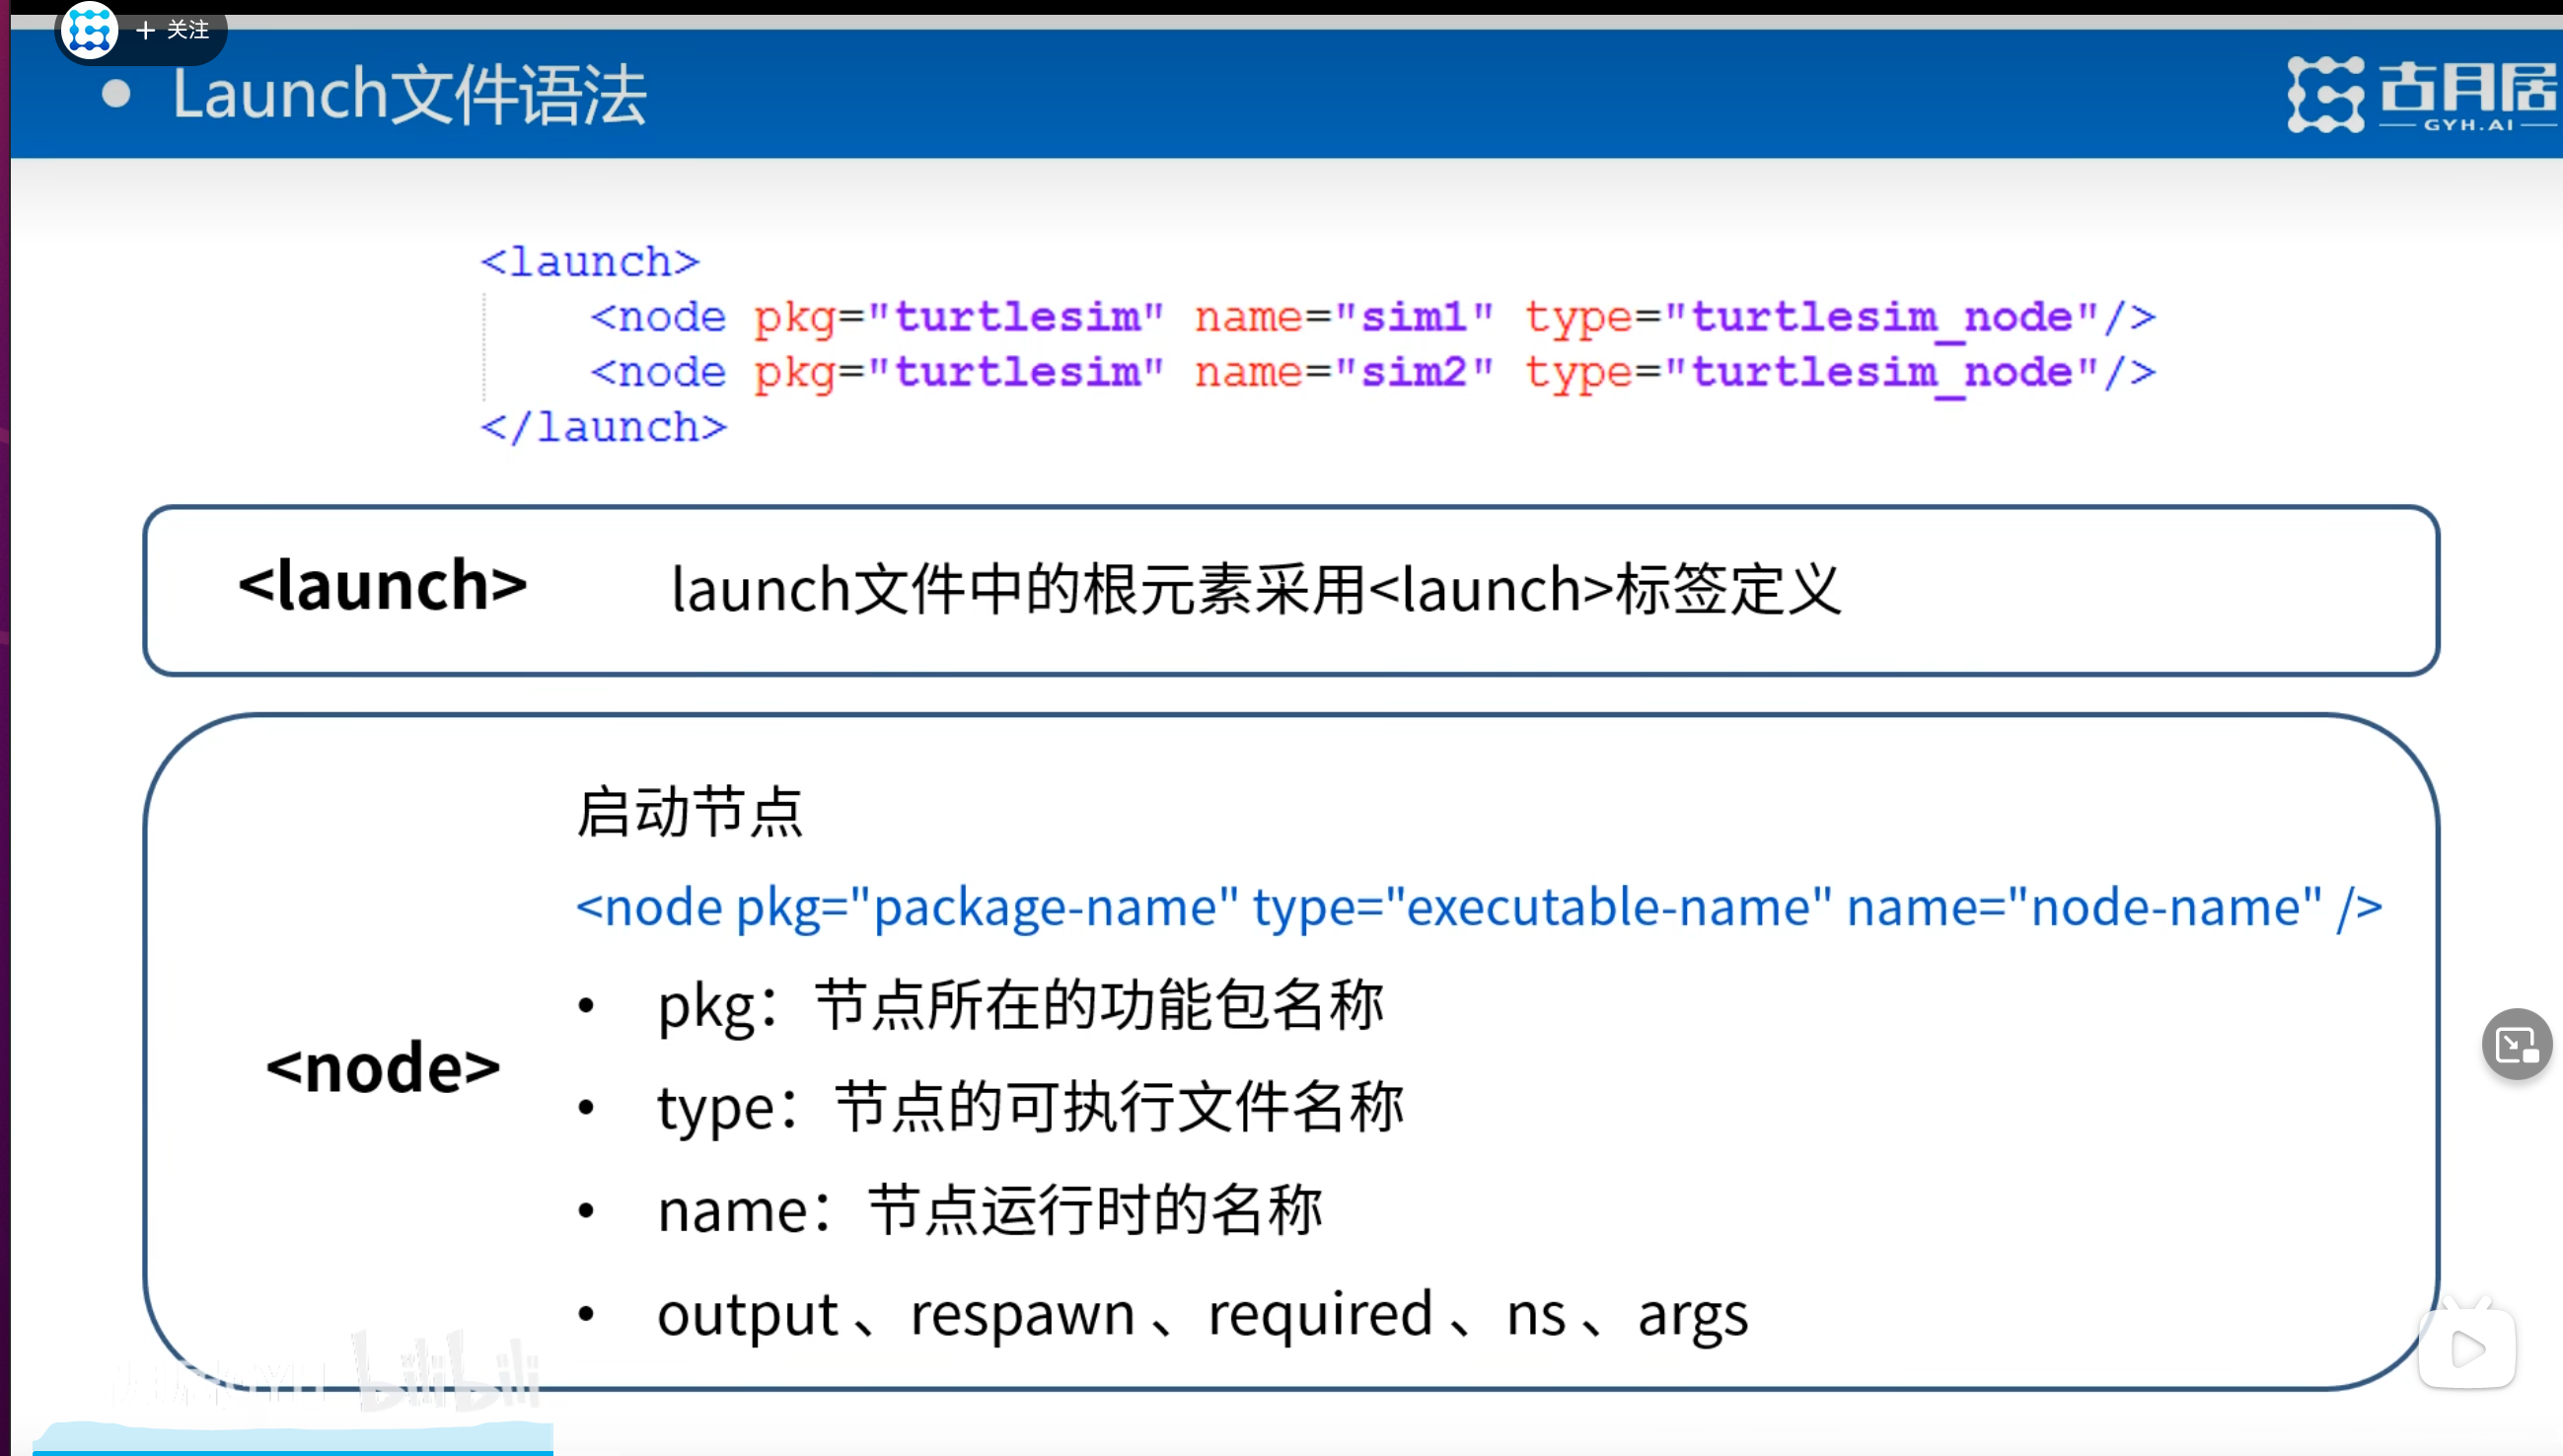 + 关注
• Launch文件语法
古月居
GYH.AI
<launch>
<node pkg="turtlesim" name="sim1" type="turtlesim_node"/>
<node pkg="turtlesim" name="sim2" type="turtlesim_node"/>
</launch>
<launch> launch文件中的根元素采用<launch>标签定义
启动节点
<node pkg="package-name" type="executable-name" name="node-name" />
<node>
• pkg：节点所在的功能包名称
• type：节点的可执行文件名称
• name：节点运行时的名称
• output 、respawn 、required 、ns 、args
bilibili